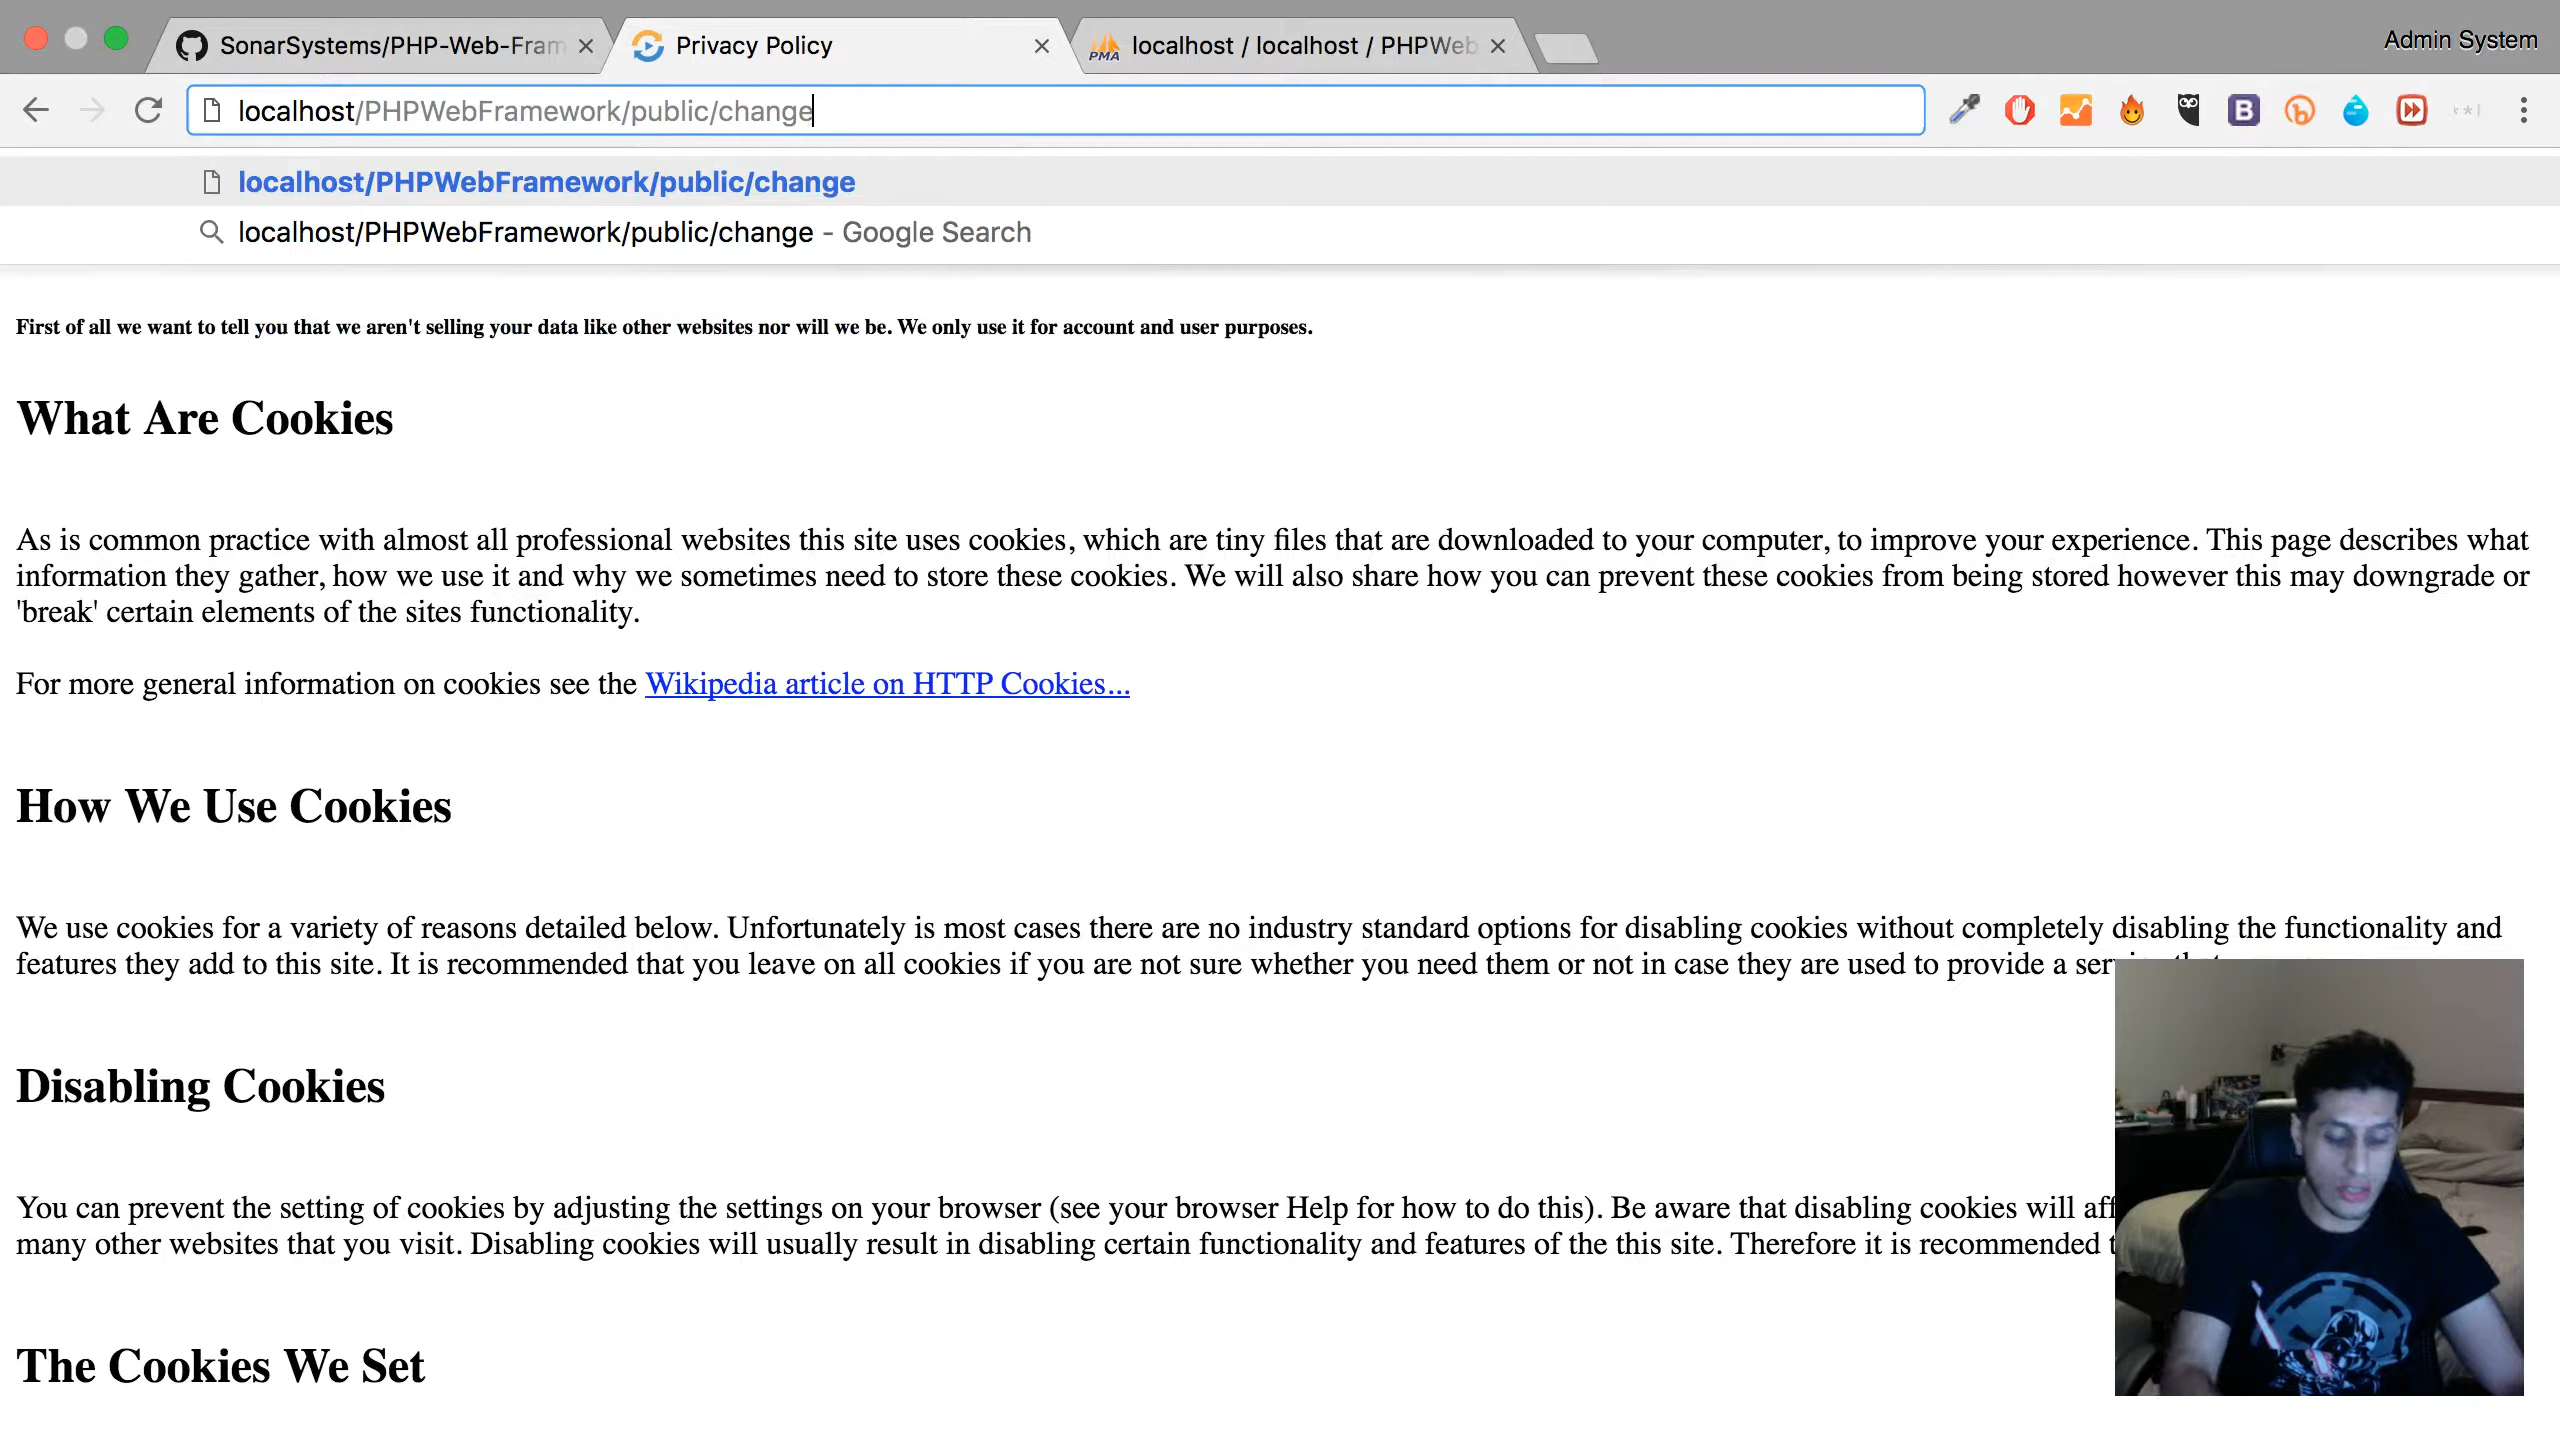 SonarSystems/PHP-Web-Fram
Privacy Policy
localhost / localhost / PHPWeb
Admin System
localhost/PHPWebFramework/public/change
localhost/PHPWebFramework/public/change
localhost/PHPWebFramework/public/change - Google Search
First of all we want to tell you that we aren't selling your data like other websites nor will we be. We only use it for account and user purposes.
What Are Cookies
As is common practice with almost all professional websites this site uses cookies, which are tiny files that are downloaded to your computer, to improve your experience. This page describes what
information they gather, how we use it and why we sometimes need to store these cookies. We will also share how you can prevent these cookies from being stored however this may downgrade or
'break' certain elements of the sites functionality.
For more general information on cookies see the Wikipedia article on HTTP Cookies...
How We Use Cookies
We use cookies for a variety of reasons detailed below. Unfortunately is most cases there are no industry standard options for disabling cookies without completely disabling the functionality and
features they add to this site. It is recommended that you leave on all cookies if you are not sure whether you need them or not in case they are used to provide a
Disabling Cookies
You can prevent the setting of cookies by adjusting the settings on your browser (see your browser Help for how to do this). Be aware that disabling cookies will aff
many other websites that you visit. Disabling cookies will usually result in disabling certain functionality and features of the this site. Therefore it is recommended
The Cookies We Set